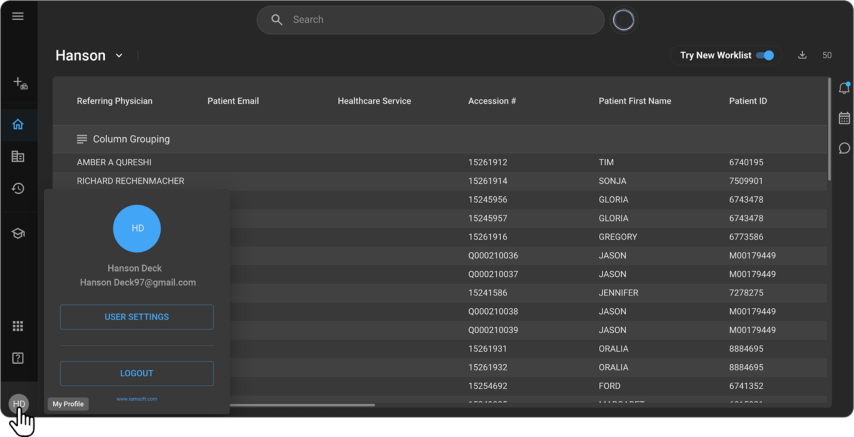 Search
Hanson
Try New Worklist
50
Referring Physician Patient Email Healthcare Service Accession # Patient First Name Patient ID
Column Grouping
AMBER A QURESHI 15261912 TIM 6740195
RICHARD RECHENMACHER 15261914 SONJA 7509901
15245956 GLORIA 6743478
15245957 GLORIA 6743478
15261916 GREGORY 6773586
Q000210036 JASON M00179449
Q000210037 JASON M00179449
15241586 JENNIFER 7278275
Q000210038 JASON M00179449
Q000210039 JASON M00179449
15261931 ORALIA 8884695
15261932 ORALIA 8884695
15254692 FORD 6741352
MARGARET
HD
Hanson Deck
Hanson Deck97@gmail.com
USER SETTINGS
LOGOUT
www.ramsoft.com
HD
My Profile